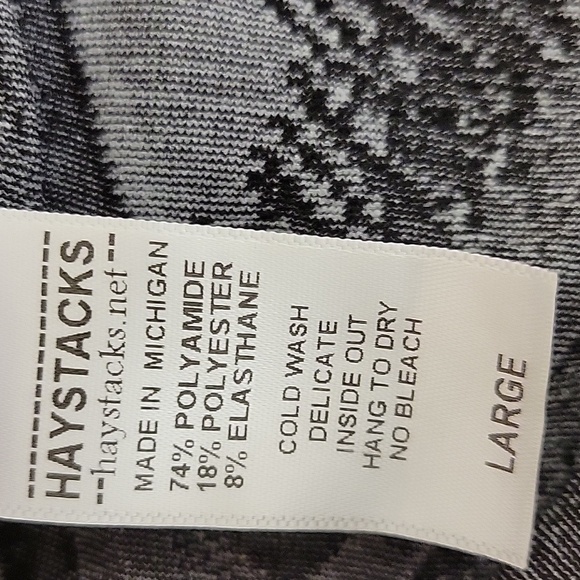 HAYSTACKS
--haystacks.net--
MADE IN MICHIGAN
74% POLYAMIDE
18% POLYESTER
8% ELASTHANE
COLD WASH
DELICATE
INSIDE OUT
HANG TO DRY
NO BLEACH
LARGE